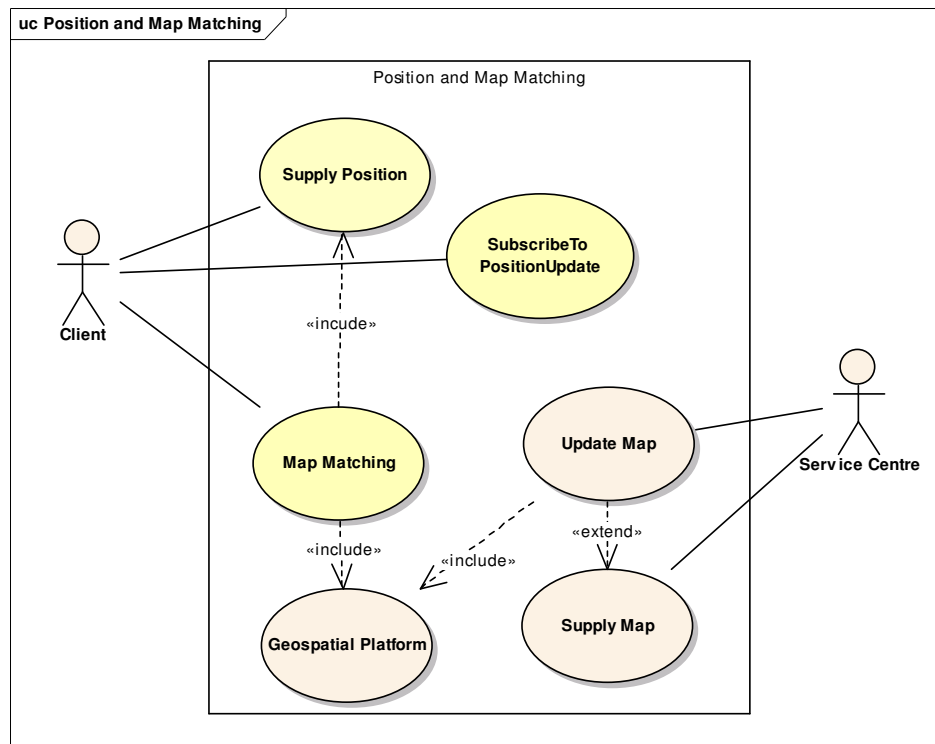 uc Position and Map Matching
Position and Map Matching
Supply Position
SubscribeTo
PositionUpdate
«incude»
Client
Map Matching
Update Map
Service Centre
«include»
«include»
«extend»
Geospatial Platform
Supply Map